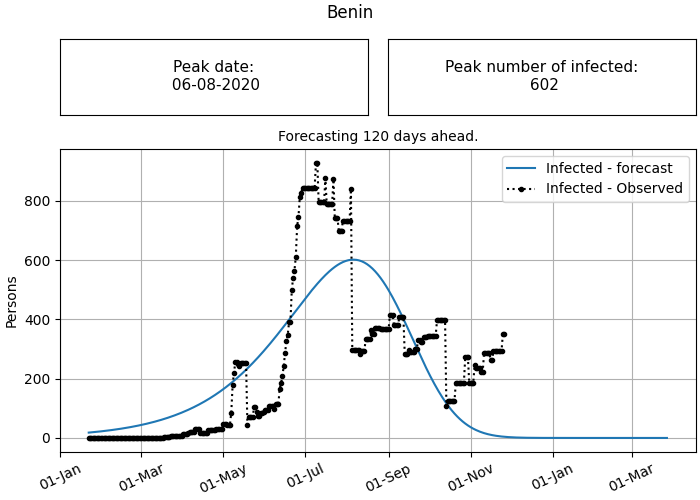 Benin
Peak date:
06-08-2020
Peak number of infected:
602
Forecasting 120 days ahead.
Infected - forecast
Infected - Observed
Persons
800
600
400
200
0
01-Jan
01-Mar
01-May
01-Jul
01-Sep
01-Nov
01-Jan
01-Mar